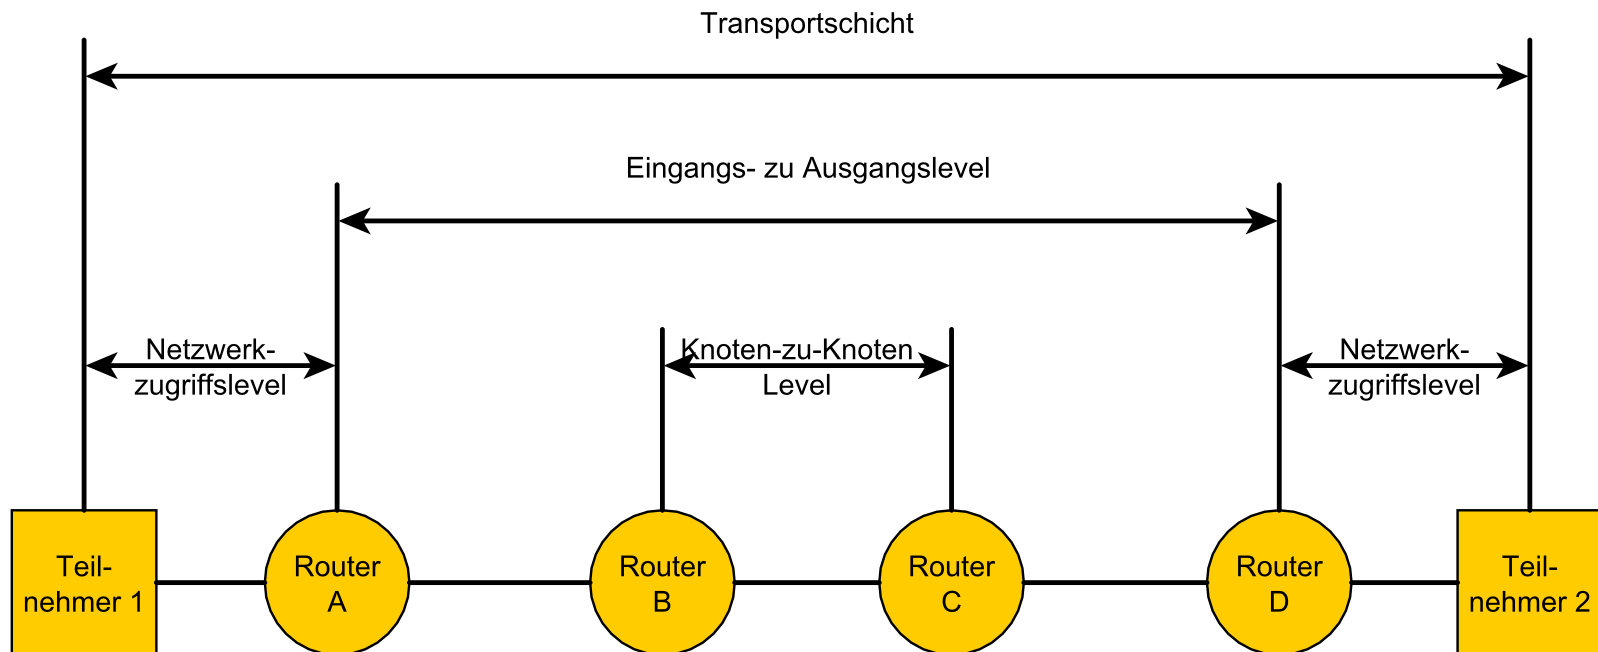 Transportschicht
Eingangs- zu Ausgangslevel
Netzwerk-
zugriffslevel
Knoten-zu-Knoten
Level
Netzwerk-
zugriffslevel
Teil-
nehmer 1
Router
A
Router
B
Router
C
Router
D
Teil-
nehmer 2